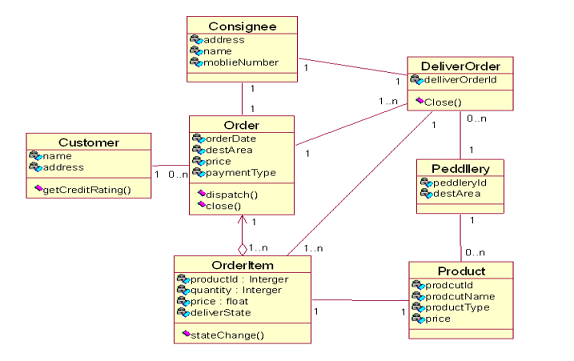 Consignee
address
name
moblieNumber
1
1
1
1
DeliverOrder
deliverOrderId
Close()
1..n
1
0..n
1
Customer
name
address
getCreditRating()
1
0..n
Order
orderDate
destArea
price
paymentType
dispatch()
close()
1
Peddllery
peddleryId
destArea
1
0..n
1
1..n
1..n
OrderItem
productId : Interger
quantity : Interger
price : float
deliverState
stateChange()
1
1
Product
prodcutId
prodcutName
productType
price